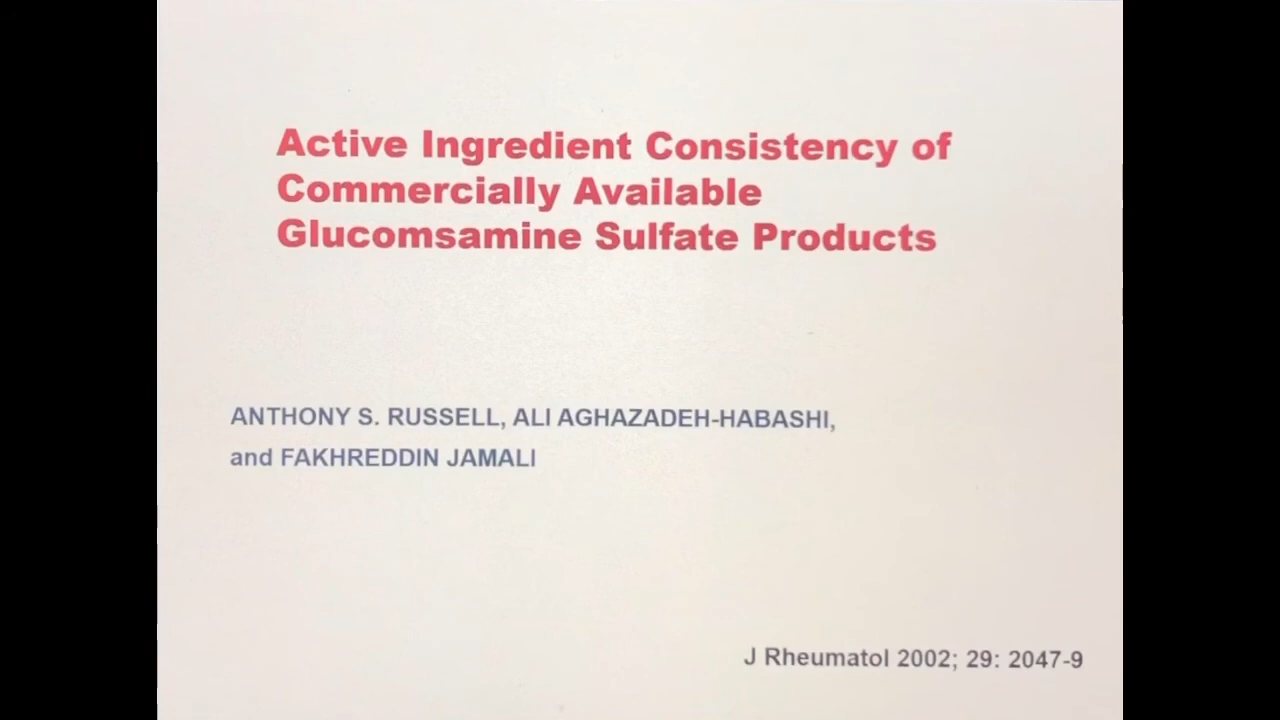 Active Ingredient Consistency of
Commercially Available
Glucomsamine Sulfate Products
ANTHONY S. RUSSELL, ALI AGHAZADEH-HABASHI,
and FAKHREDDIN JAMALI
J Rheumatol 2002; 29: 2047-9